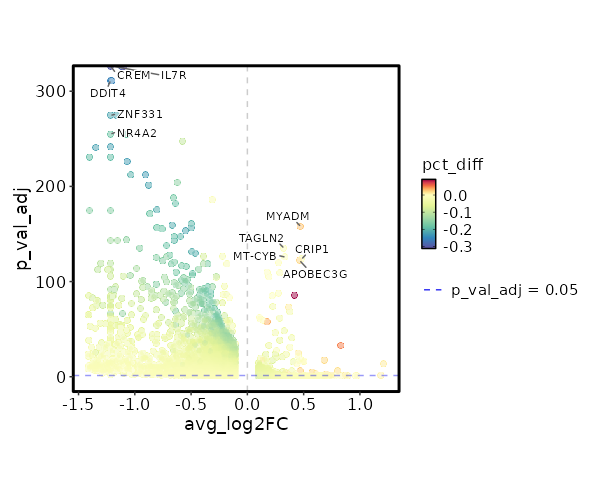 CREM
IL7R
DDIT4
ZNF331
NR4A2
MYADM
TAGLN2
CRIP1
MT-CYB
APOBEC3G
300
200
100
0
p_val_adj
-1.5
-1.0
-0.5
0.0
0.5
1.0
avg_log2FC
pct_diff
0.0
-0.1
-0.2
-0.3
p_val_adj = 0.05